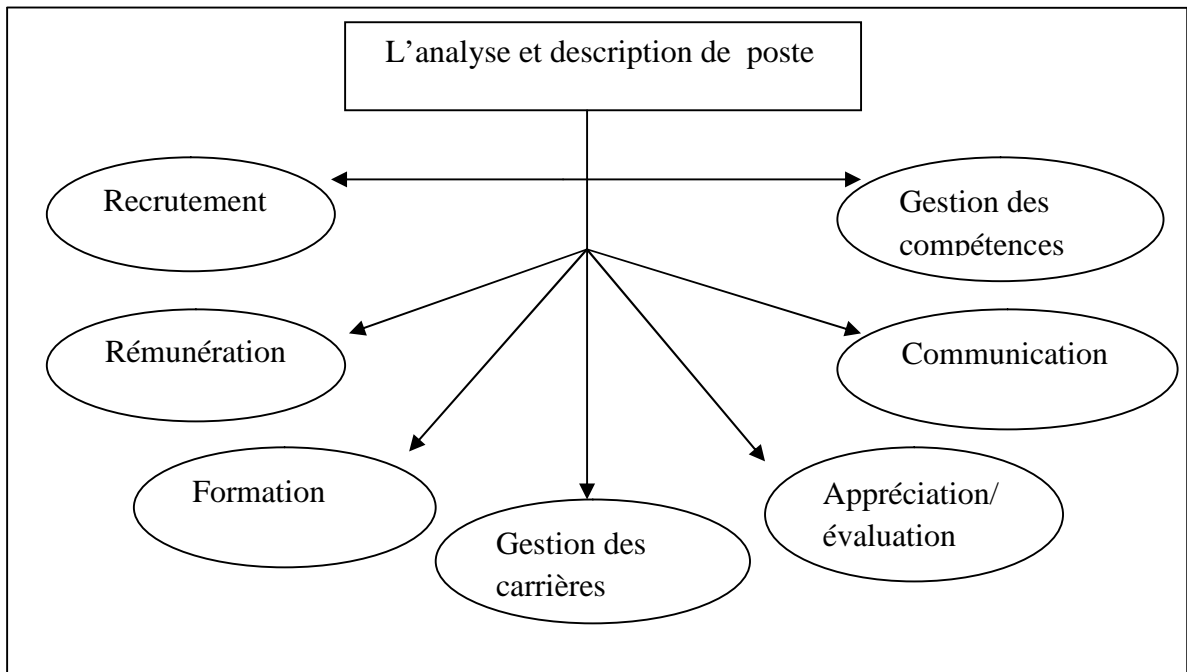 L’analyse et description de poste
Recrutement
Gestion des
compétences
Rémunération
Communication
Formation
Appréciation/
évaluation
Gestion des
carrières